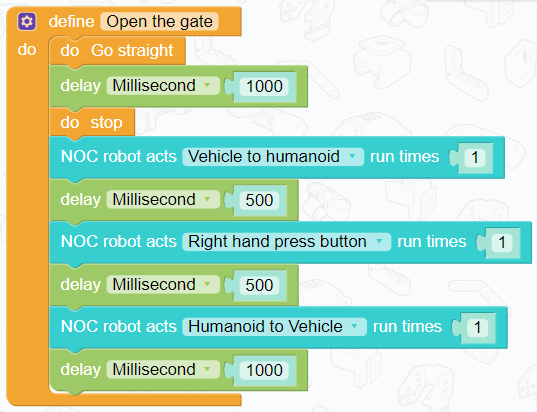 define Open the gate
do do Go straight
delay Millisecond 1000
do stop
NOC robot acts Vehicle to humanoid run times 1
delay Millisecond 500
NOC robot acts Right hand press button run times 1
delay Millisecond 500
NOC robot acts Humanoid to Vehicle run times 1
delay Millisecond 1000